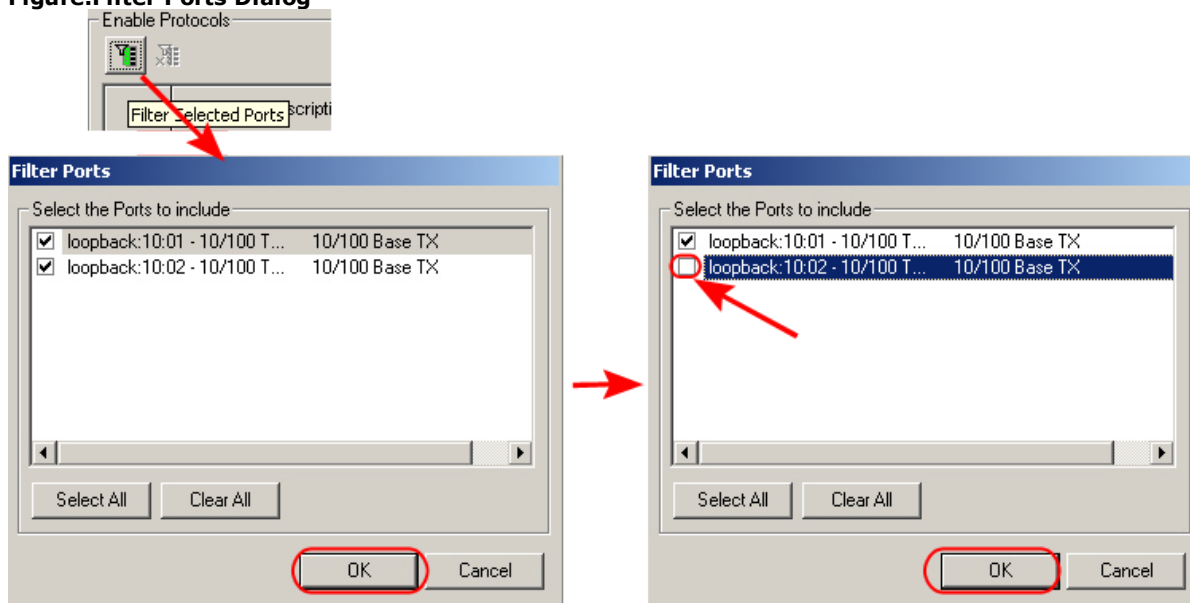 Figure.Filter Ports Dialog
Enable Protocols
Filter Selected Ports scripti
Filter Ports
Select the Ports to include
loopback:10:01 - 10/100 T... 10/100 Base TX
loopback:10:02 - 10/100 T... 10/100 Base TX
Select All Clear All
OK Cancel
Filter Ports
Select the Ports to include
loopback:10:01 - 10/100 T... 10/100 Base TX
loopback:10:02 - 10/100 T... 10/100 Base TX
Select All Clear All
OK Cancel